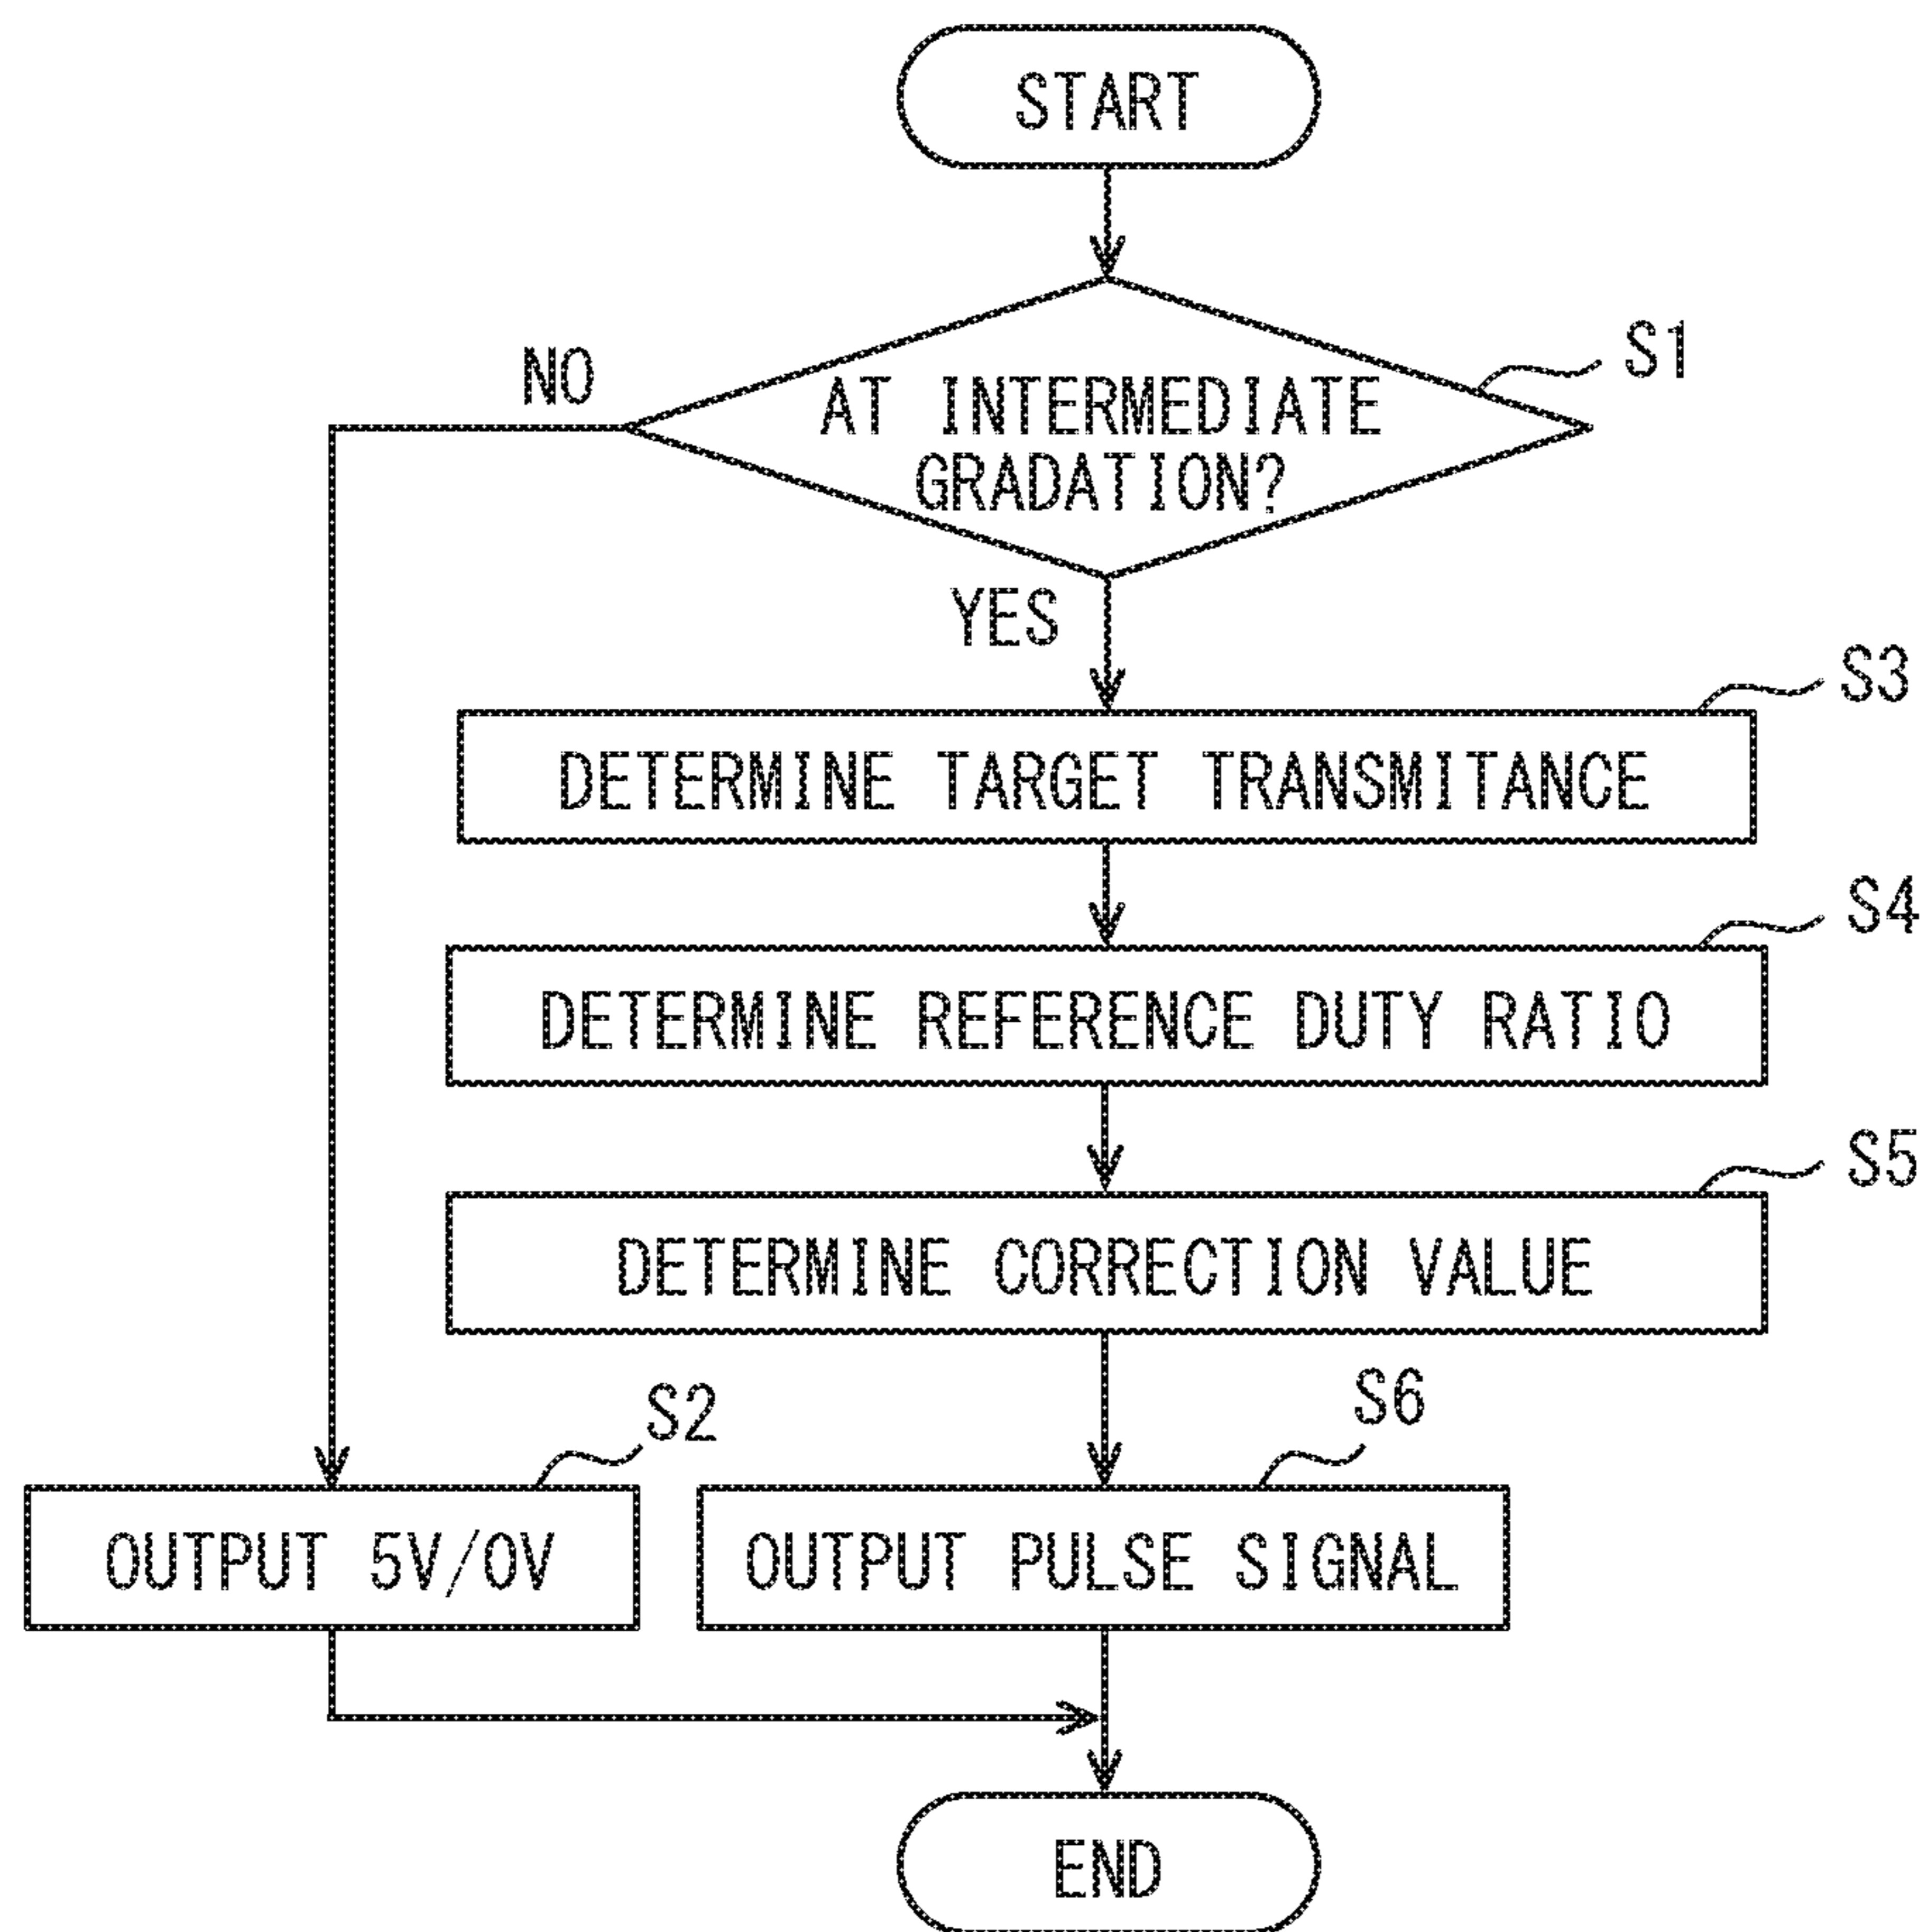 START
S1
NO
AT INTERMEDIATE
GRADATION?
YES
S3
DETERMINE TARGET TRANSMITANCE
S4
DETERMINE REFERENCE DUTY RATIO
S5
DETERMINE CORRECTION VALUE
S2
S6
OUTPUT 5V/0V
OUTPUT PULSE SIGNAL
END